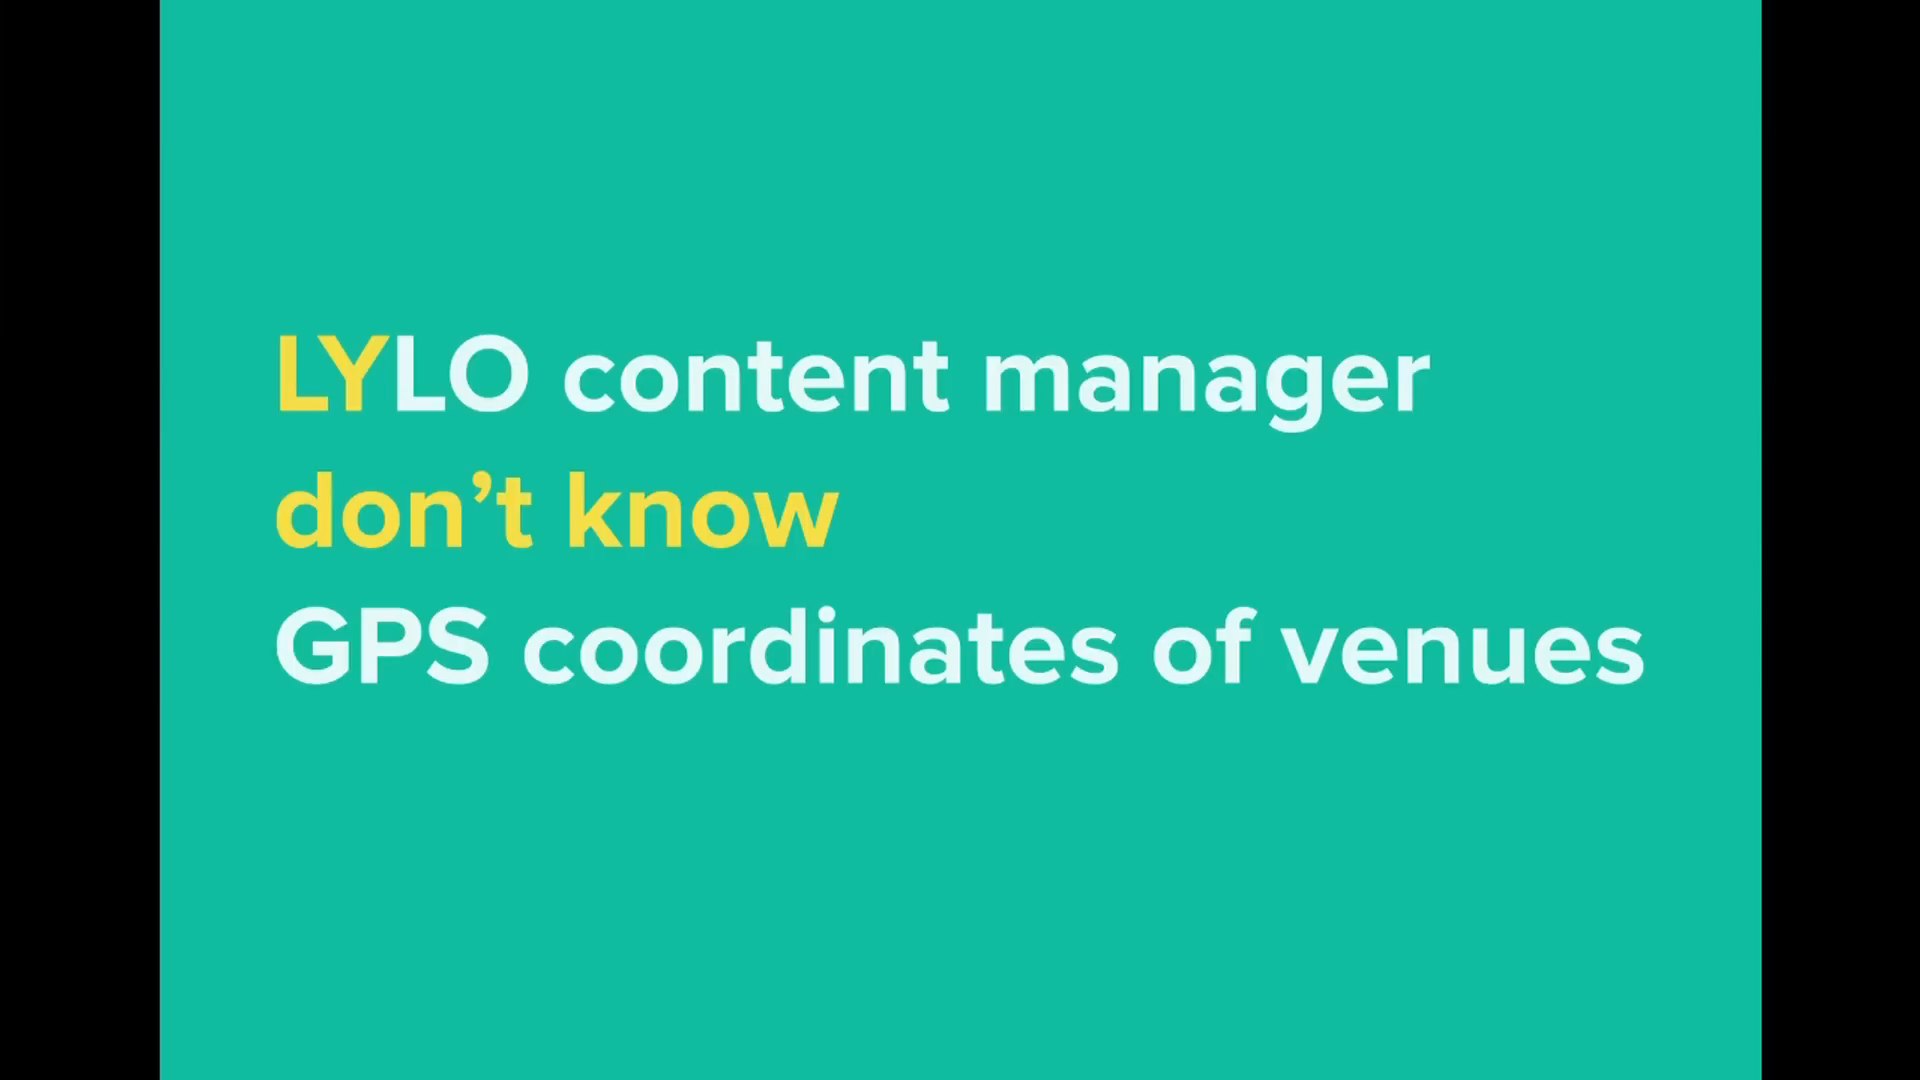 LYLO content manager
don’t know
GPS coordinates of venues